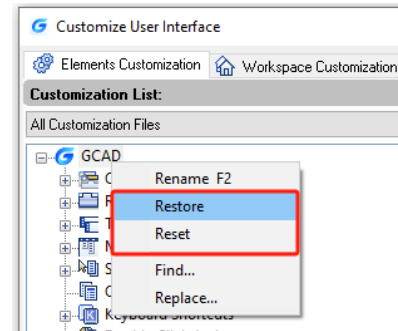 Customize User Interface
Elements Customization
Workspace Customization
Customization List:
All Customization Files
GCAD
Rename F2
Restore
Reset
Find...
Replace...
Keyboard Shortcuts